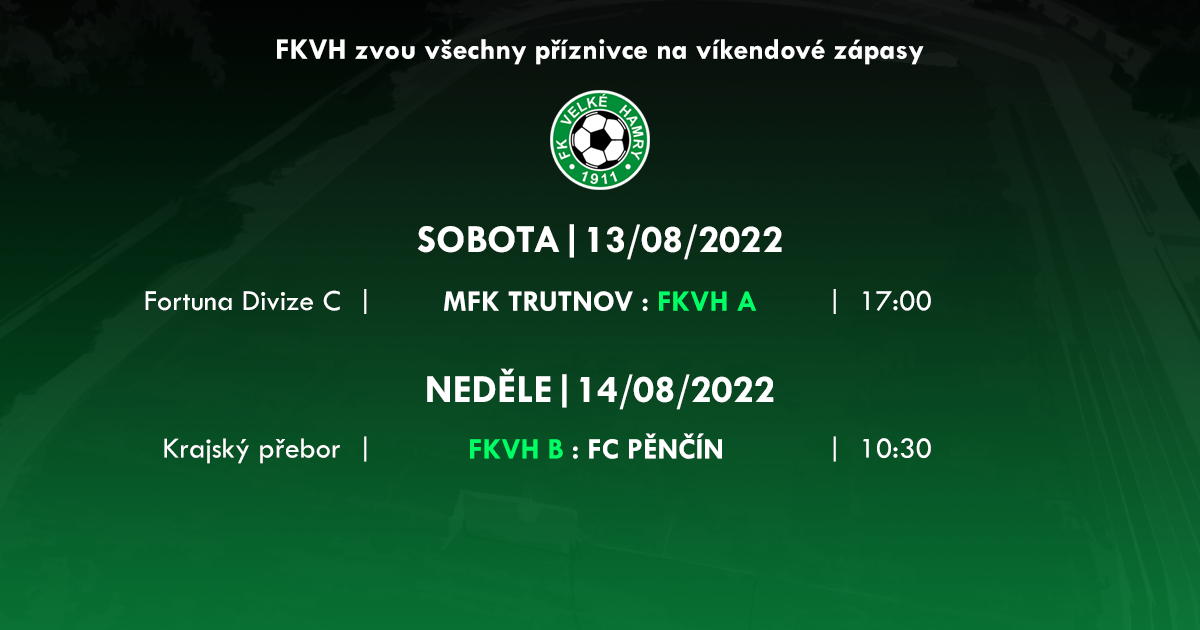 FKVH zvou všechny příznivce na víkendové zápasy
FK VELKÉ HAMRY
1911
SOBOTA|13/08/2022
Fortuna Divize C | MFK TRUTNOV : FKVH A | 17:00
NEDĚLE|14/08/2022
Krajský přebor | FKVH B : FC PĚNČÍN | 10:30